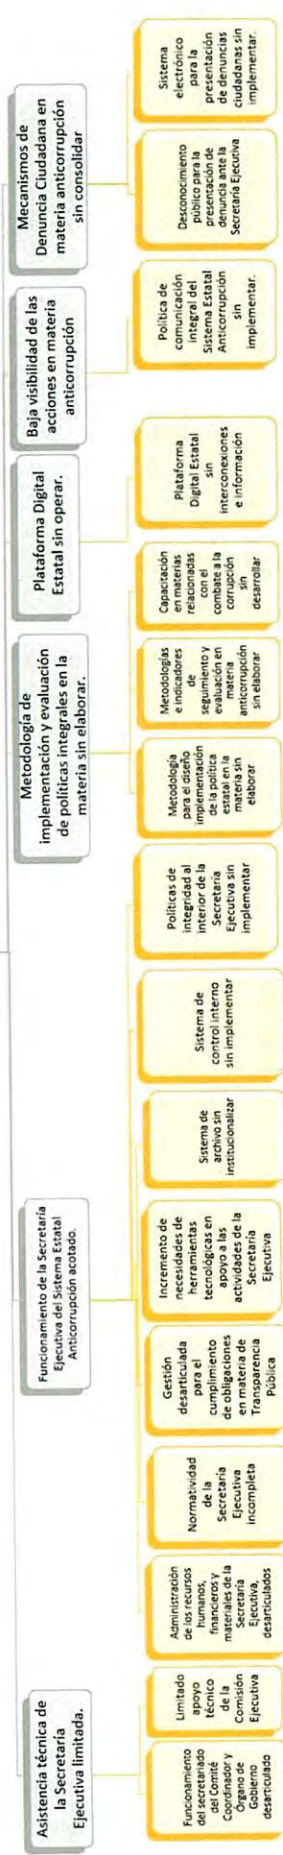 Asistencia técnica de
la Secretaría
Ejecutiva limitada.
Funcionamiento de la Secretaría
Ejecutiva del Sistema Estatal
Anticorrupción acotado.
Metodología de
implementación y evaluación
de políticas integrales en la
materia sin elaborar.
Plataforma Digital
Estatal sin operar.
Baja visibilidad de las
acciones en materia
anticorrupción
Mecanismos de
Denuncia Ciudadana en
materia anticorrupción
sin consolidar
Funcionamiento
del secretariado
del Comité
Coordinador y
Órgano de
Gobierno
desarticulado
Limitado
apoyo
técnico
de la
Comisión
Ejecutiva
Administración
de los recursos
humanos,
financieros y
materiales de la
Secretaría
Ejecutiva,
desarticulados
Normatividad
de la
Secretaría
Ejecutiva
incompleta
Gestión
desarticulada
para el
cumplimiento
de obligaciones
en materia de
Transparencia
Pública
Incremento de
necesidades de
herramientas
tecnológicas en
apoyo a las
actividades de la
Secretaría
Ejecutiva
Sistema de
archivo sin
institucionalizar
Sistema de
control interno
sin implementar
Políticas de
integridad al
interior de la
Secretaría
Ejecutiva sin
implementar
Metodología
para el diseño
implementación
de la política
estatal en la
materia sin
elaborar
Metodologías
e indicadores
de
seguimiento y
evaluación en
materia
anticorrupción
sin elaborar
Capacitación
en materias
relacionadas
con el
combate a la
corrupción
sin
desarrollar
Plataforma
Digital Estatal
sin
interconexiones
e información
Política de
comunicación
integral del
Sistema Estatal
Anticorrupción
sin
implementar.
Desconocimiento
público para la
presentación de
denuncia ante la
Secretaría Ejecutiva
Sistema
electrónico
para la
presentación
de denuncias
ciudadanas sin
implementar.